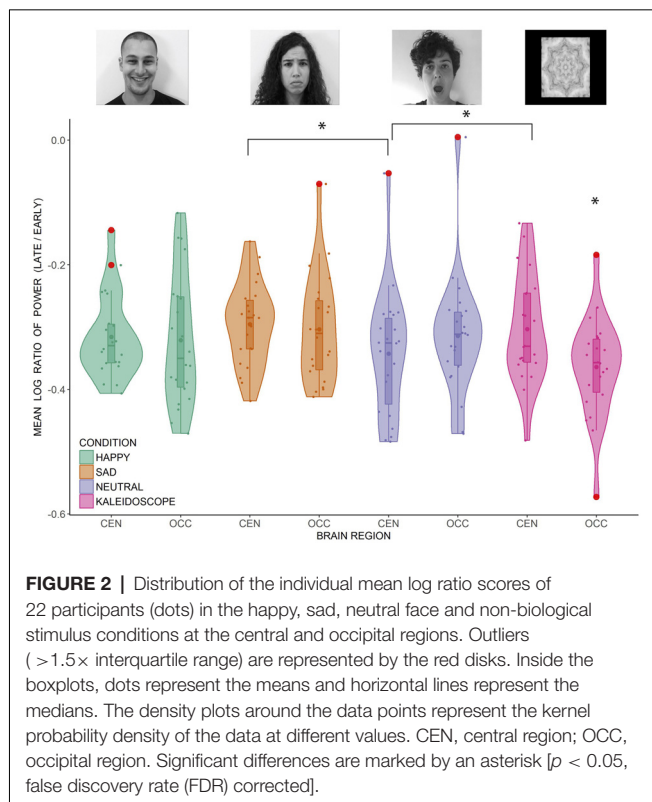 *
*
*
0.0
-0.2
-0.4
-0.6
MEAN LOG RATIO OF POWER (LATE / EARLY)
CONDITION
HAPPY
SAD
NEUTRAL
KALEIDOSCOPE
CEN
OCC
CEN
OCC
CEN
OCC
CEN
OCC
BRAIN REGION
FIGURE 2 | Distribution of the individual mean log ratio scores of
22 participants (dots) in the happy, sad, neutral face and non-biological
stimulus conditions at the central and occipital regions. Outliers
( >1.5× interquartile range) are represented by the red disks. Inside the
boxplots, dots represent the means and horizontal lines represent the
medians. The density plots around the data points represent the kernel
probability density of the data at different values. CEN, central region; OCC,
occipital region. Significant differences are marked by an asterisk [p < 0.05,
false discovery rate (FDR) corrected].